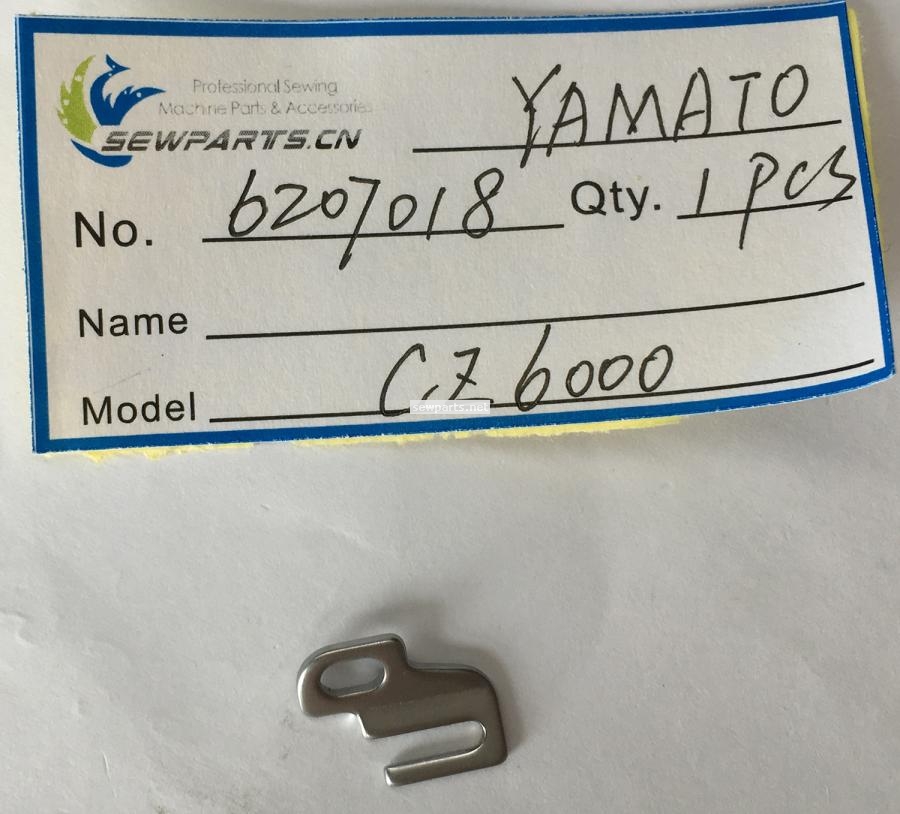 Professional Sewing
Machine Parts & Accessories
SEWPARTS.CN
YAMATO
No. 6207018 Qty. 1 PCS
Name
Model CZ 6000
sewparts.net